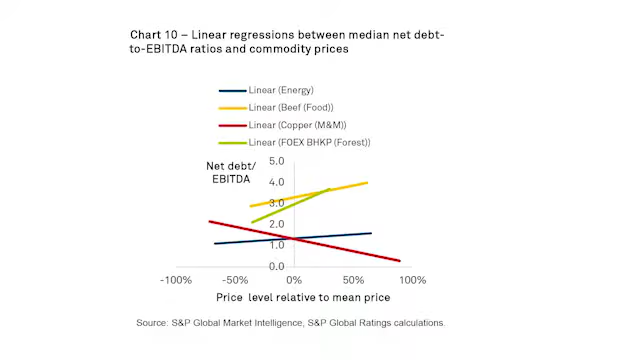 Chart 10 – Linear regressions between median net debt-
to-EBITDA ratios and commodity prices
Linear (Energy)
Linear (Beef (Food))
Linear (Copper (M&M))
Linear (FOEX BHKP (Forest))
Net debt/
EBITDA
5.0
4.0
3.0
2.0
1.0
0.0
-100% -50% 0% 50% 100%
Price level relative to mean price
Source: S&P Global Market Intelligence, S&P Global Ratings calculations.